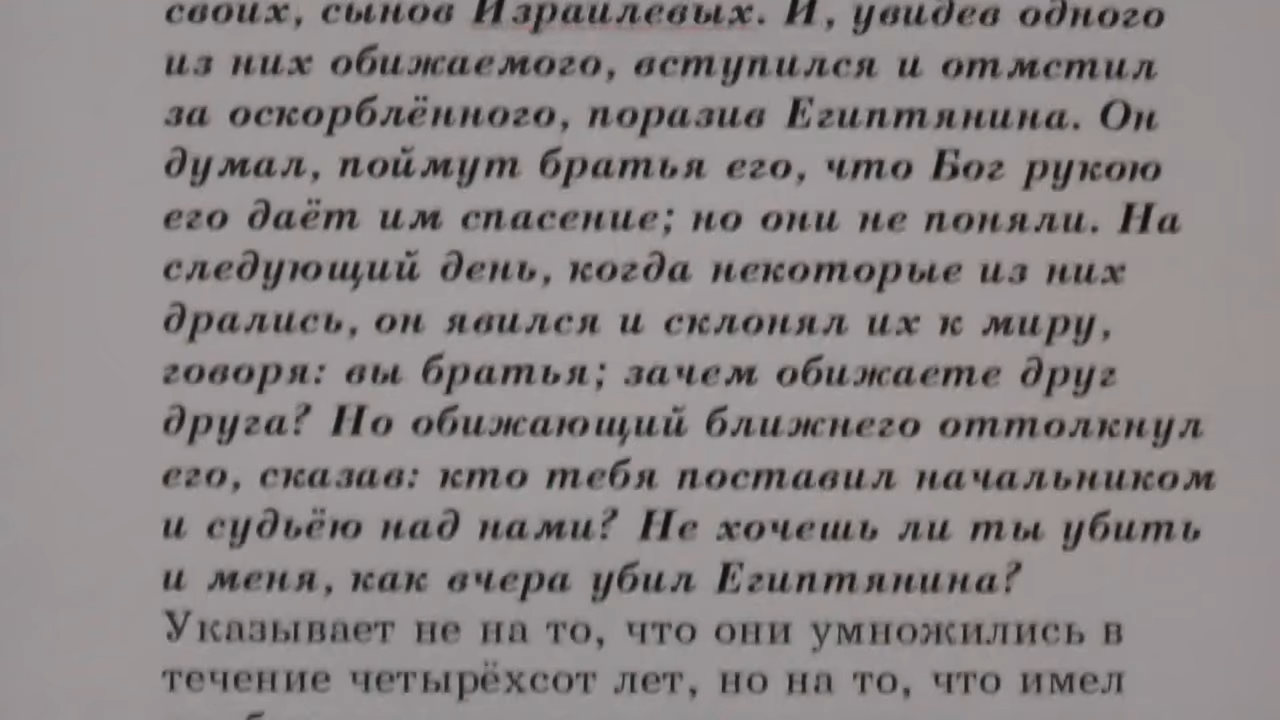 своих, сынов Израилевых. И, увидев одного
из них обижаемого, вступился и отмстил
за оскорблённого, поразив Египтянина. Он
думал, поймут братья его, что Бог рукою
его даёт им спасение; но они не поняли. На
следующий день, когда некоторые из них
дрались, он явился и склонял их к миру,
говоря: вы братья; зачем обижаете друг
друга? Но обижающий ближнего оттолкнул
его, сказав: кто тебя поставил начальником
и судьёю над нами? Не хочешь ли ты убить
и меня, как вчера убил Египтянина?
Указывает не на то, что они умножились в
течение четырёхсот лет, но на то, что имел